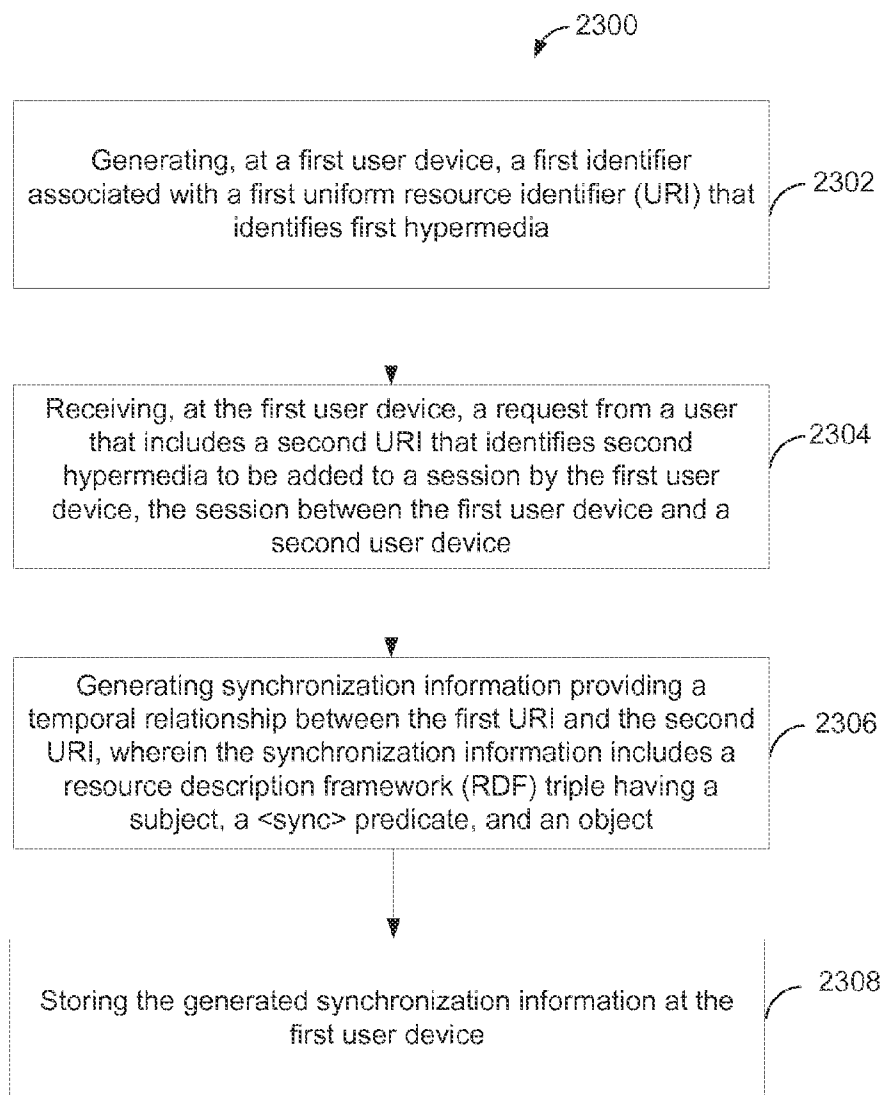 2300
Generating, at a first user device, a first identifier
associated with a first uniform resource identifier (URI) that
identifies first hypermedia
2302
Receiving, at the first user device, a request from a user
that includes a second URI that identifies second
hypermedia to be added to a session by the first user
device, the session between the first user device and a
second user device
2304
Generating synchronization information providing a
temporal relationship between the first URI and the second
URI, wherein the synchronization information includes a
resource description framework (RDF) triple having a
subject, a <sync> predicate, and an object
2306
Storing the generated synchronization information at the
first user device
2308